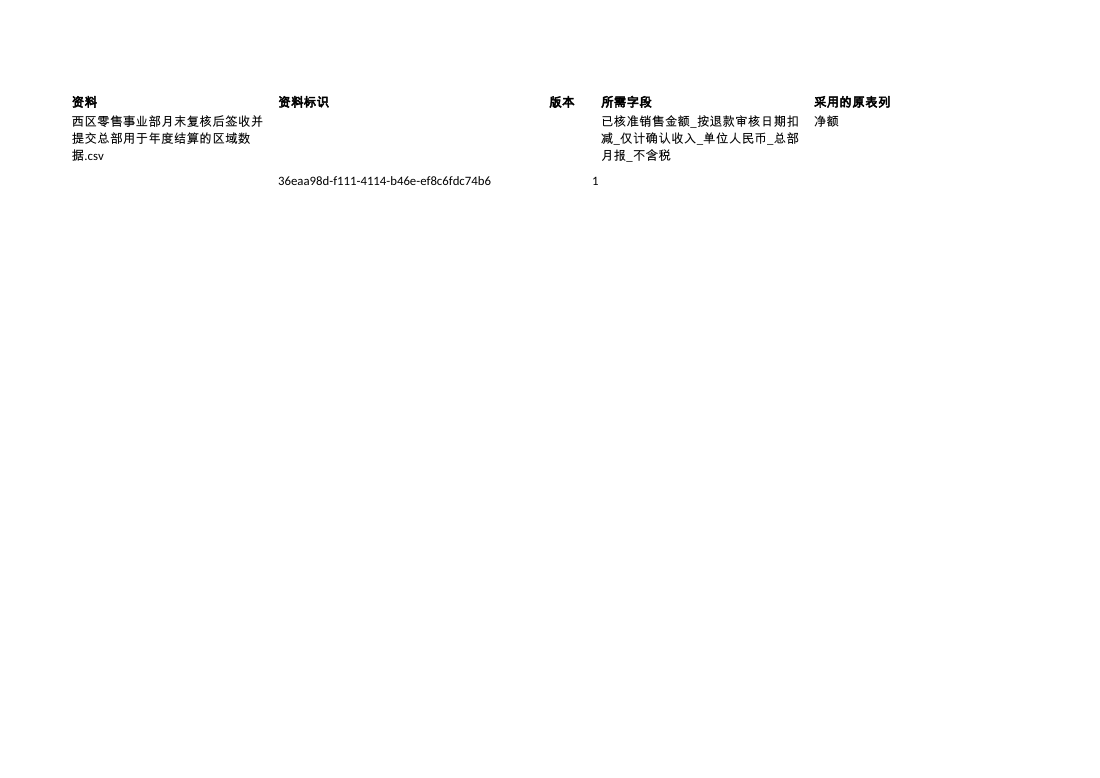 资料 资料标识 版本 所需字段 采用的原表列
西区零售事业部月末复核后签收并 已核准销售金额_按退款审核日期扣 净额
提交总部用于年度结算的区域数 减_仅计确认收入_单位人民币_总部
据.csv 月报_不含税
36eaa98d-f111-4114-b46e-ef8c6fdc74b6 1